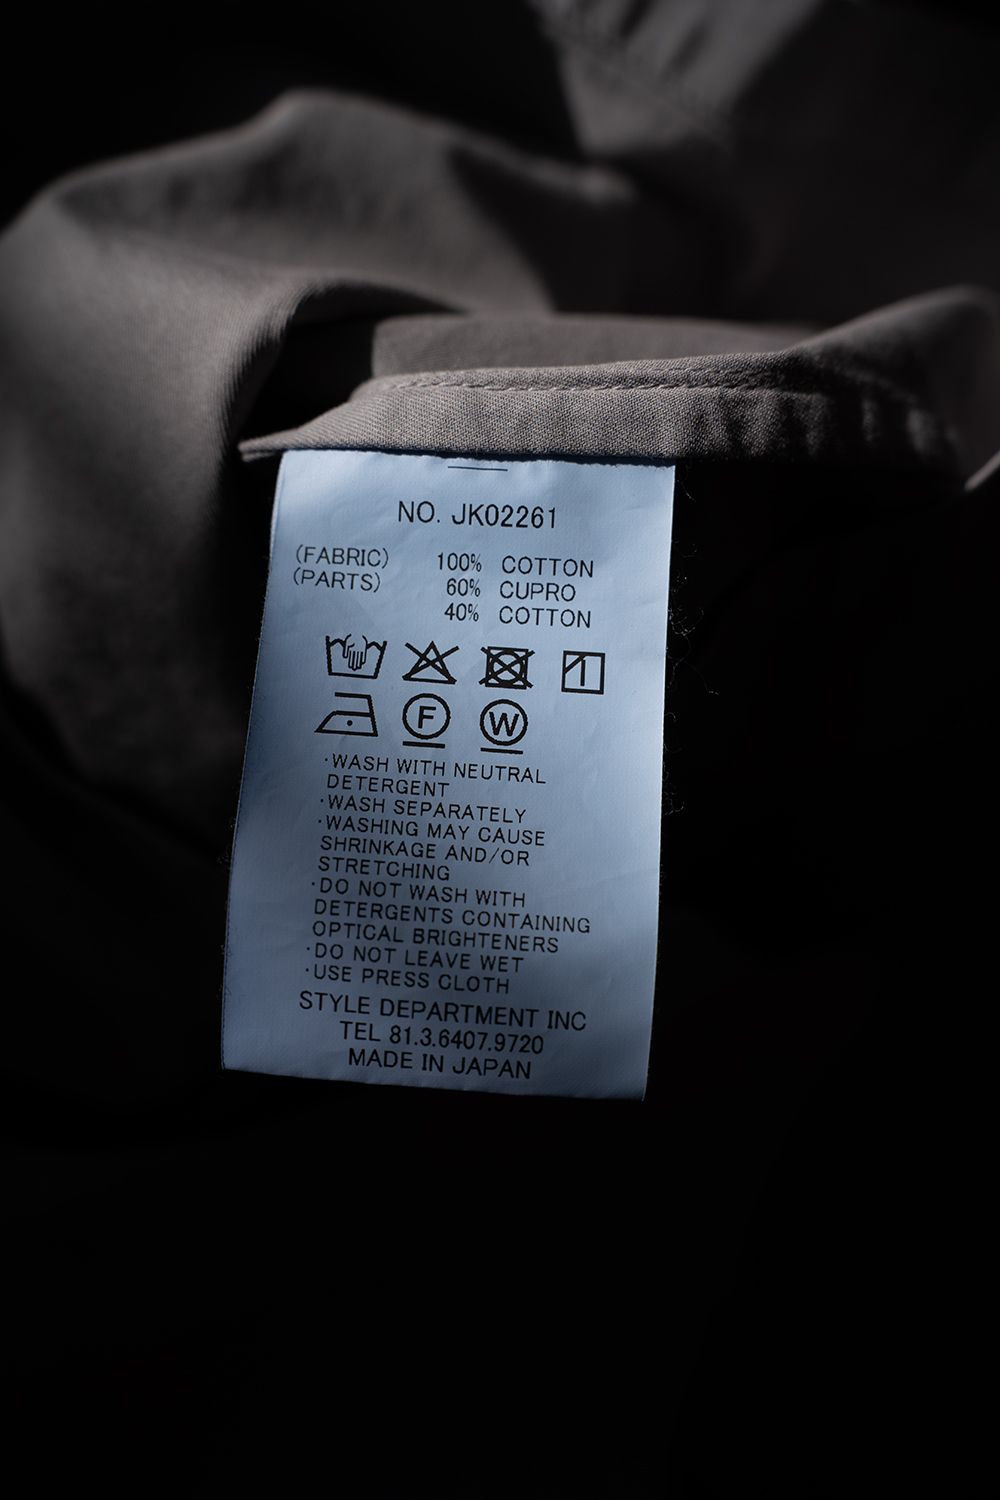 NO. JK02261
(FABRIC) 100% COTTON
(PARTS) 60% CUPRO
40% COTTON
F W
·WASH WITH NEUTRAL
DETERGENT
·WASH SEPARATELY
·WASHING MAY CAUSE
SHRINKAGE AND/OR
STRETCHING
·DO NOT WASH WITH
DETERGENTS CONTAINING
OPTICAL BRIGHTENERS
·DO NOT LEAVE WET
·USE PRESS CLOTH
STYLE DEPARTMENT INC
TEL 81.3.6407.9720
MADE IN JAPAN